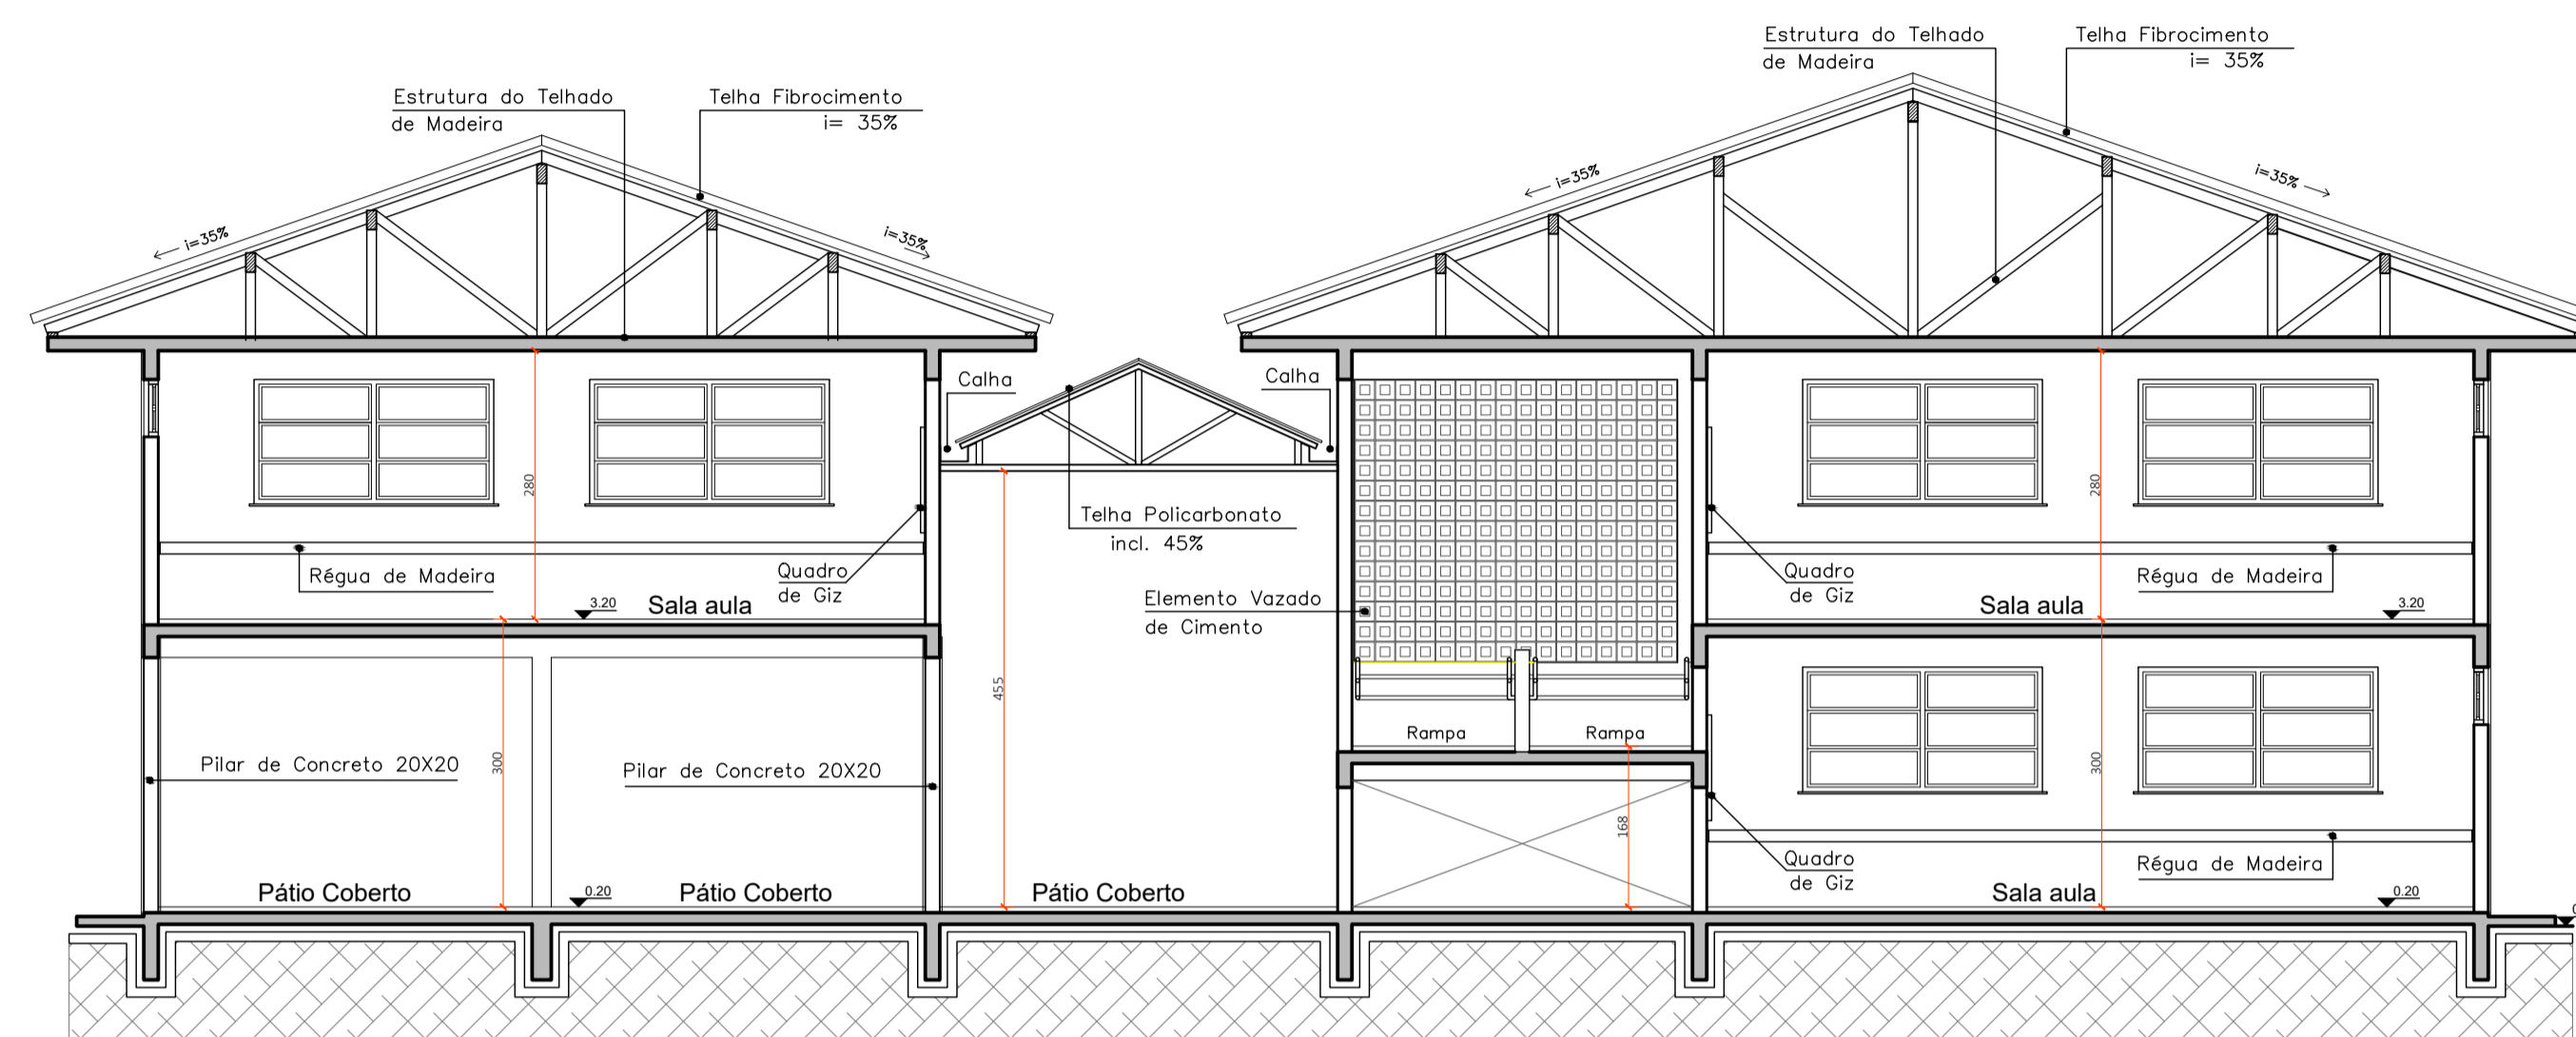 Estrutura do Telhado
de Madeira
Telha Fibrocimento
i= 35%
Estrutura do Telhado
de Madeira
Telha Fibrocimento
i= 35%
i=35%
i=35%
i=35%
i=35%
Calha
Calha
280
280
Telha Policarbonato
incl. 45%
Régua de Madeira
Quadro
de Giz
Quadro
de Giz
Régua de Madeira
Elemento Vazado
de Cimento
3.20
Sala aula
Sala aula
3.20
455
Rampa
Rampa
Pilar de Concreto 20X20
300
Pilar de Concreto 20X20
300
168
Quadro
de Giz
Régua de Madeira
Pátio Coberto
0.20
Pátio Coberto
Pátio Coberto
Sala aula
0.20